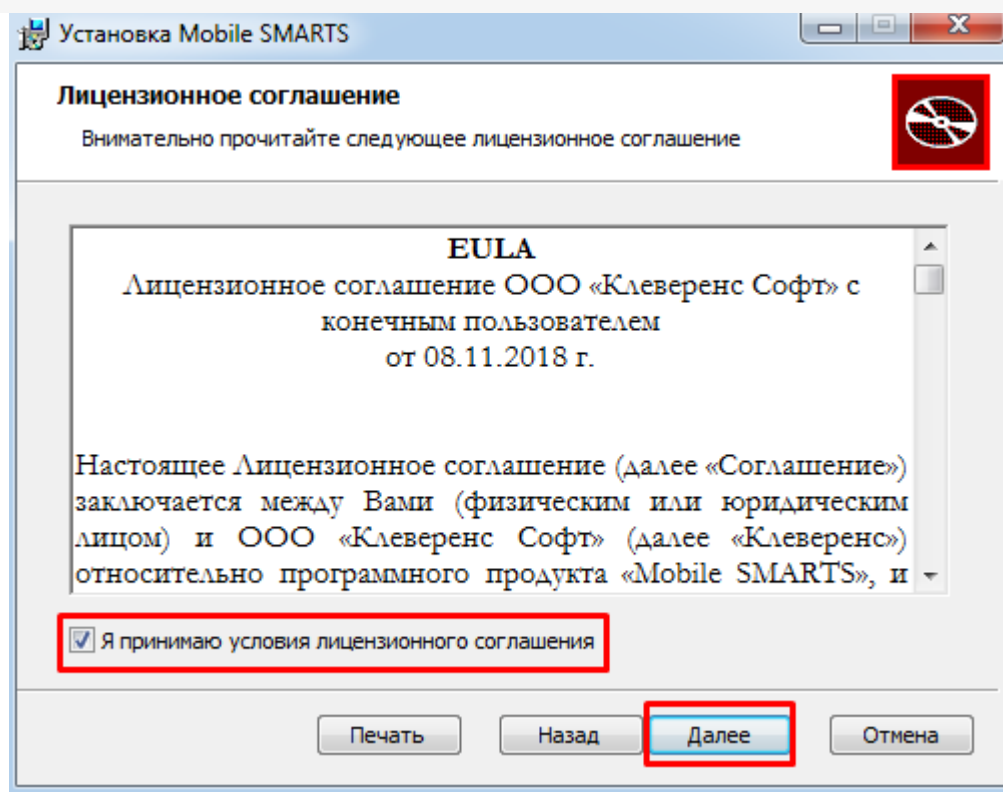 Установка Mobile SMARTS
Лицензионное соглашение
Внимательно прочитайте следующее лицензионное соглашение
EULA
Лицензионное соглашение ООО «Клеверенс Софт» с
конечным пользователем
от 08.11.2018 г.
Настоящее Лицензионное соглашение (далее «Соглашение»)
заключается между Вами (физическим или юридическим
лицом) и ООО «Клеверенс Софт» (далее «Клеверенс»)
относительно программного продукта «Mobile SMARTS», и
Я принимаю условия лицензионного соглашения
Печать Назад Далее Отмена